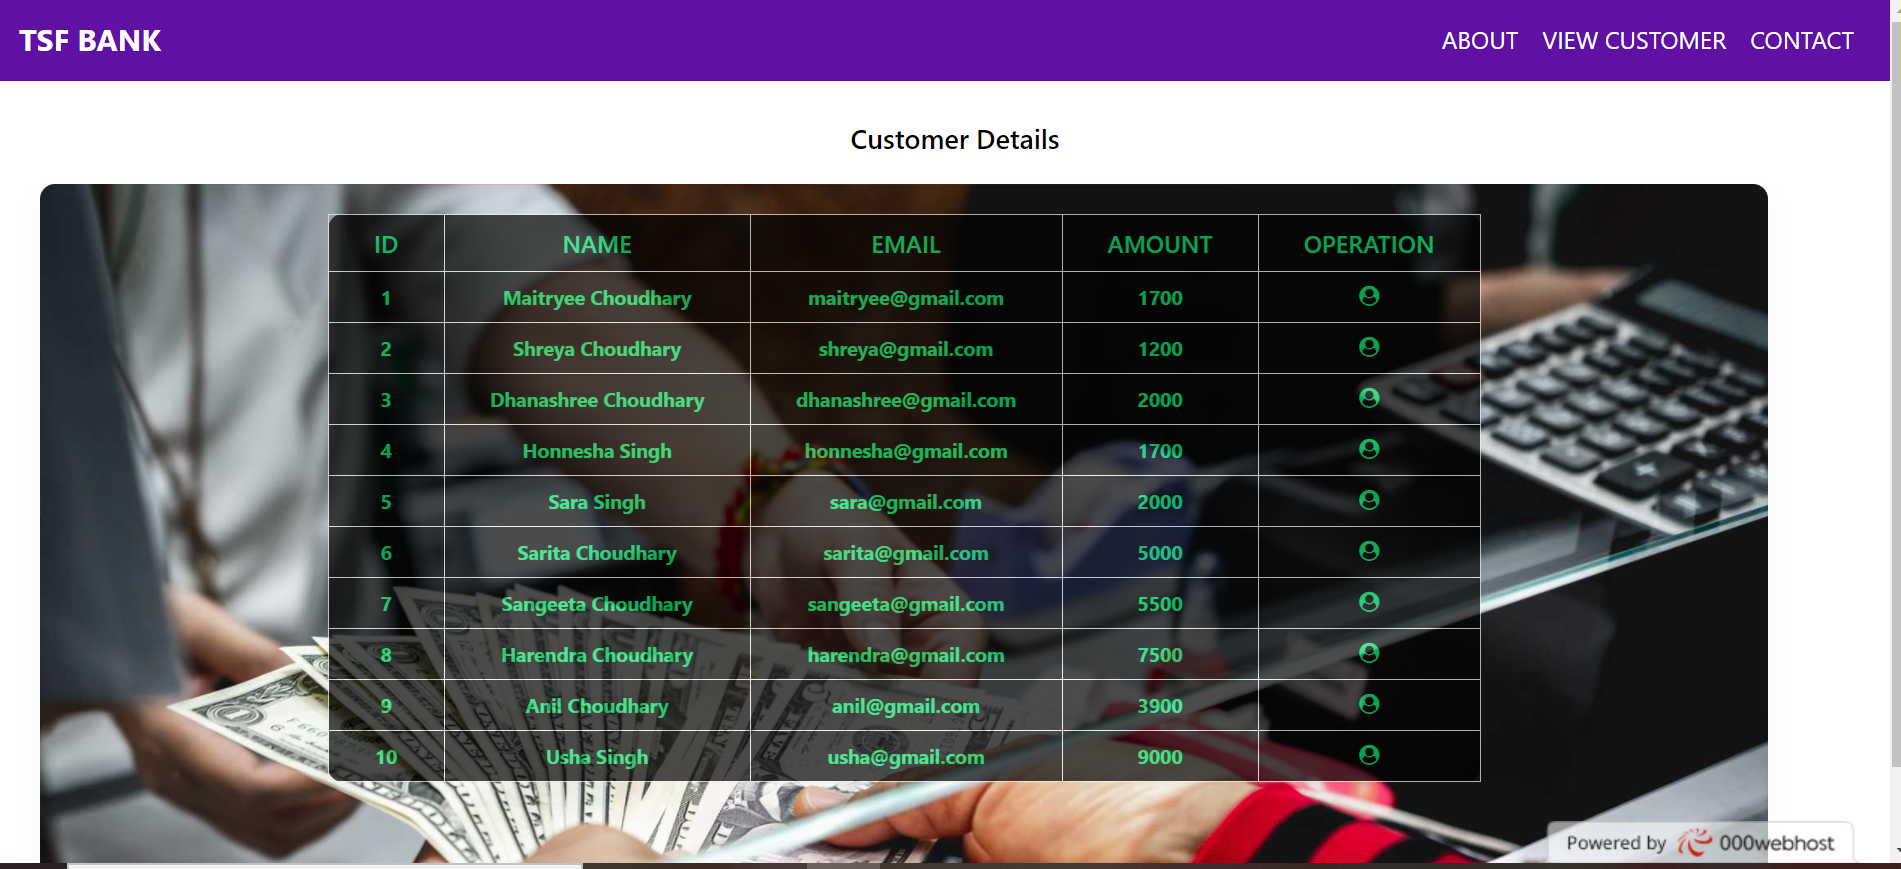 TSF BANK ABOUT VIEW CUSTOMER CONTACT
Customer Details
ID NAME EMAIL AMOUNT OPERATION
1 Maitryee Choudhary maitryee@gmail.com 1700
2 Shreya Choudhary shreya@gmail.com 1200
3 Dhanashree Choudhary dhanashree@gmail.com 2000
4 Honnesha Singh honnesha@gmail.com 1700
5 Sara Singh sara@gmail.com 2000
6 Sarita Choudhary sarita@gmail.com 5000
7 Sangeeta Choudhary sangeeta@gmail.com 5500
8 Harendra Choudhary harendra@gmail.com 7500
9 Anil Choudhary anil@gmail.com 3900
10 Usha Singh usha@gmail.com 9000
Powered by 000webhost